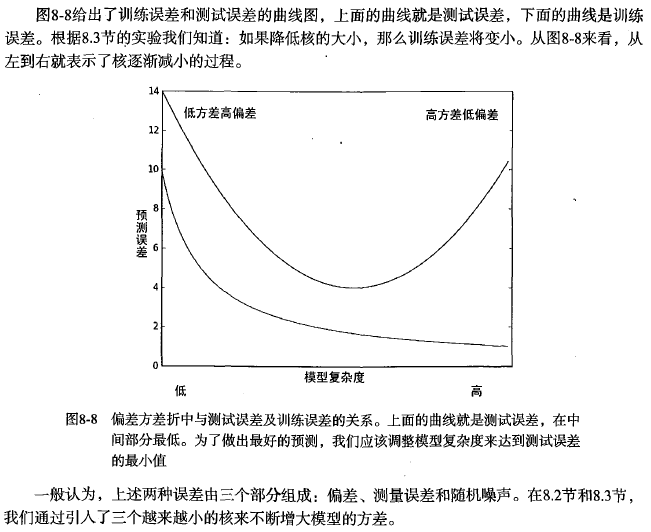 图8-8给出了训练误差和测试误差的曲线图，上面的曲线就是测试误差，下面的曲线是训练
误差。根据8.3节的实验我们知道：如果降低核的大小，那么训练误差将变小。从图8-8来看，从
左到右就表示了核逐渐减小的过程。
14
低方差高偏差
高方差低偏差
12
10
8
6
4
2
0
预测误差
模型复杂度
低
高
图8-8 偏差方差折中与测试误差及训练误差的关系。上面的曲线就是测试误差，在中
间部分最低。为了做出最好的预测，我们应该调整模型复杂度来达到测试误差
的最小值
一般认为，上述两种误差由三个部分组成：偏差、测量误差和随机噪声。在8.2节和8.3节，
我们通过引入了三个越来越小的核来不断增大模型的方差。